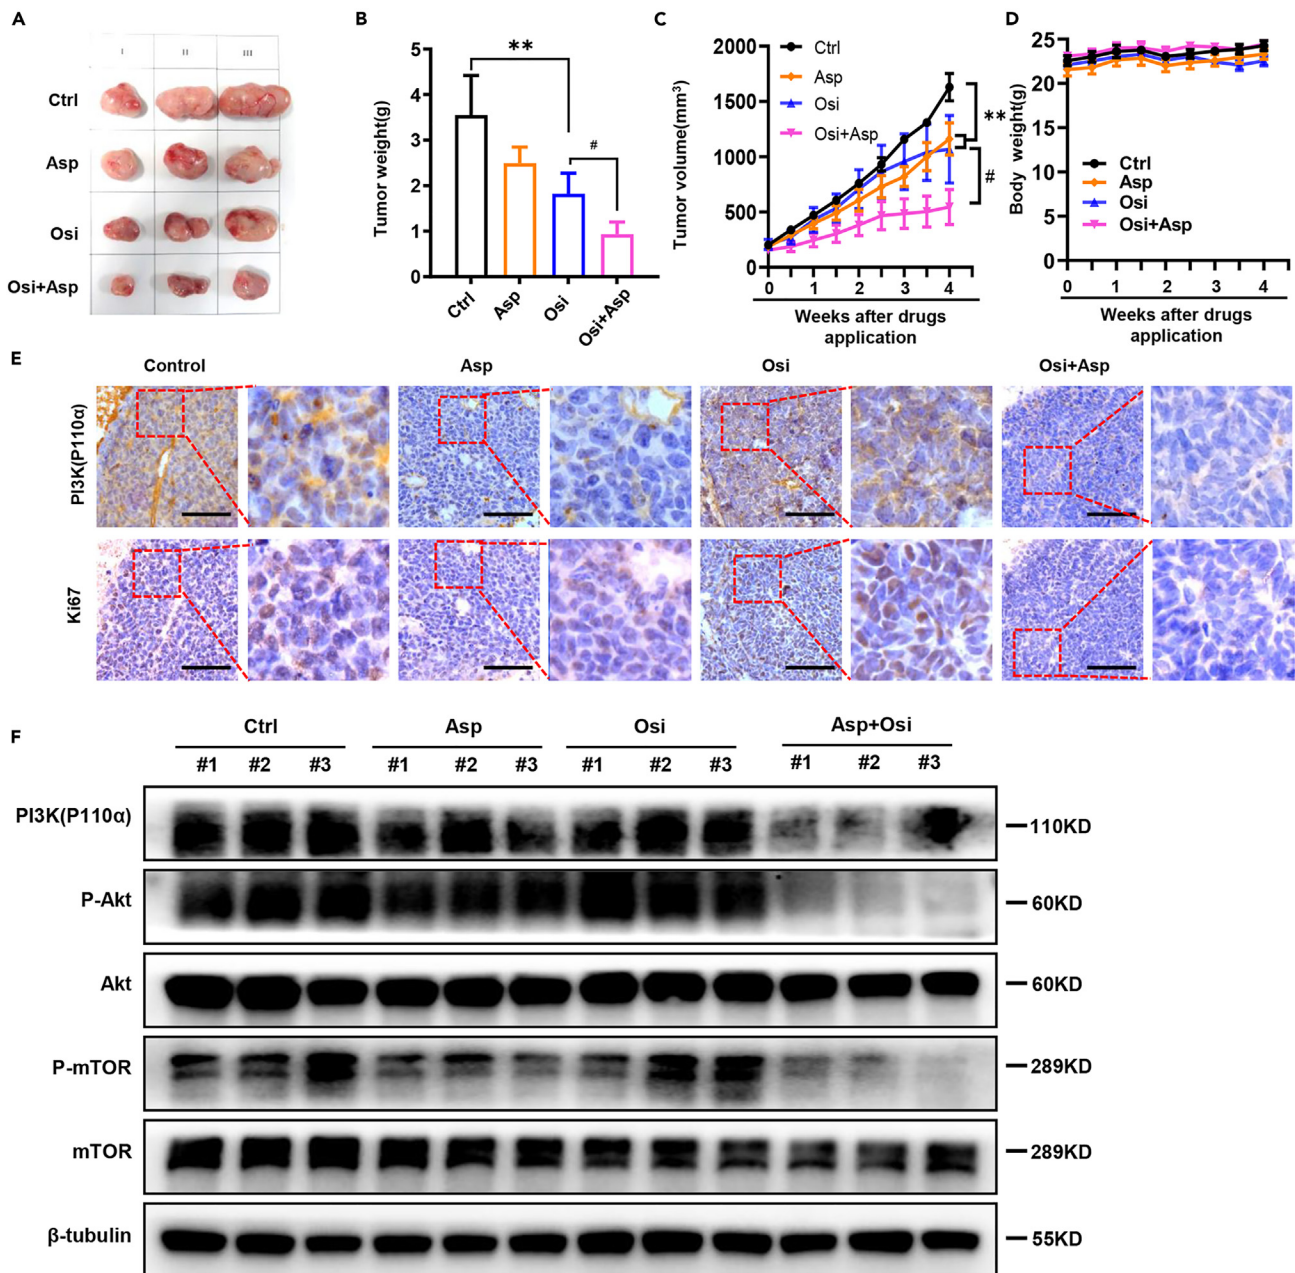 A
I II III
Ctrl
Asp
Osi
Osi+Asp
B
Tumor weight(g)
5
4
3
2
1
0
**
#
Ctrl
Asp
Osi
Osi+Asp
C
Tumor volume(mm³)
2000
1500
1000
500
0
Ctrl
Asp
Osi
Osi+Asp
**
#
0 1 2 3 4
Weeks after drugs
application
D
Body weight(g)
25
20
15
10
5
0
Ctrl
Asp
Osi
Osi+Asp
0 1 2 3 4
Weeks after drugs
application
E
Control Asp Osi Osi+Asp
PI3K(P110α)
Ki67
F
Ctrl Asp Osi Asp+Osi
#1 #2 #3 #1 #2 #3 #1 #2 #3 #1 #2 #3
PI3K(P110α) 110KD
P-Akt 60KD
Akt 60KD
P-mTOR 289KD
mTOR 289KD
β-tubulin 55KD